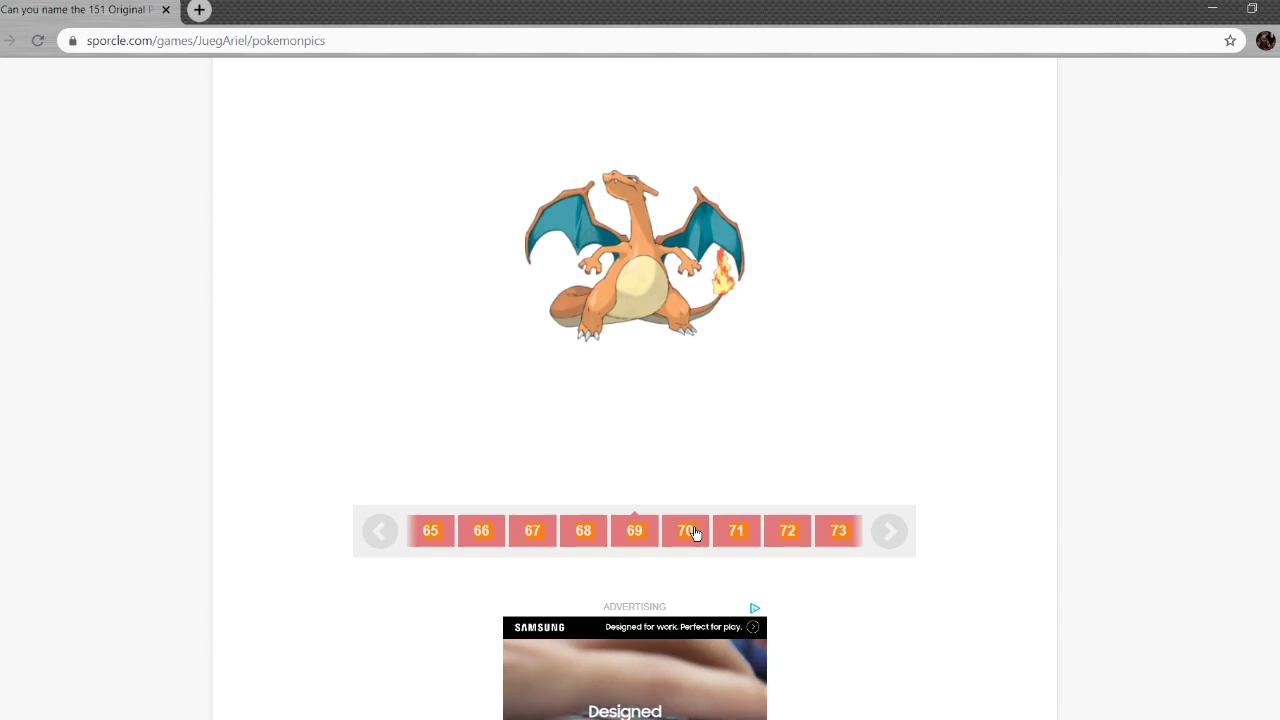 Can you name the 151 Original P
sporcle.com/games/JuegAriel/pokemonpics
65 66 67 68 69 70 71 72 73
ADVERTISING
SAMSUNG Designed for work. Perfect for play.
Designed